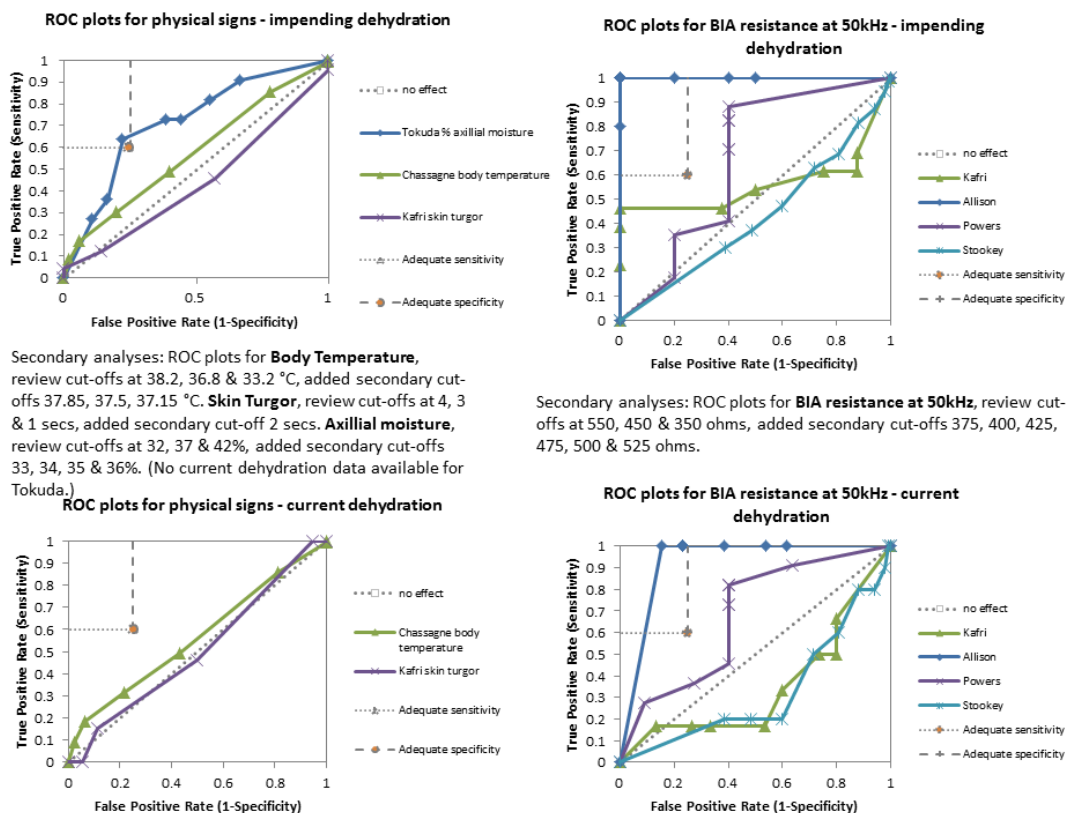 ROC plots for physical signs - impending dehydration
True Positive Rate (Sensitivity)
1
0.9
0.8
0.7
0.6
0.5
0.4
0.3
0.2
0.1
0
0
0.5
1
False Positive Rate (1-Specificity)
no effect
Tokuda % axillial moisture
Chassagne body temperature
Kafri skin turgor
Adequate sensitivity
Adequate specificity
ROC plots for BIA resistance at 50kHz - impending
dehydration
True Positive Rate (Sensitivity)
1
0.9
0.8
0.7
0.6
0.5
0.4
0.3
0.2
0.1
0
0
0.2
0.4
0.6
0.8
1
False Positive Rate (1-Specificity)
no effect
Kafri
Allison
Powers
Stookey
Adequate sensitivity
Adequate specificity
Secondary analyses: ROC plots for Body Temperature,
review cut-offs at 38.2, 36.8 & 33.2 °C, added secondary cut-
offs 37.85, 37.5, 37.15 °C. Skin Turgor, review cut-offs at 4, 3
& 1 secs, added secondary cut-off 2 secs. Axillial moisture,
review cut-offs at 32, 37 & 42%, added secondary cut-offs
33, 34, 35 & 36%. (No current dehydration data available for
Tokuda.)
Secondary analyses: ROC plots for BIA resistance at 50kHz, review cut-
offs at 550, 450 & 350 ohms, added secondary cut-offs 375, 400, 425,
475, 500 & 525 ohms.
ROC plots for physical signs - current dehydration
True Positive Rate (Sensitivity)
1
0.9
0.8
0.7
0.6
0.5
0.4
0.3
0.2
0.1
0
0
0.2
0.4
0.6
0.8
1
False Positive Rate (1-Specificity)
no effect
Chassagne body
temperature
Kafri skin turgor
Adequate sensitivity
Adequate specificity
ROC plots for BIA resistance at 50kHz - current
dehydration
True Positive Rate (Sensitivity)
1
0.9
0.8
0.7
0.6
0.5
0.4
0.3
0.2
0.1
0
0
0.2
0.4
0.6
0.8
1
False Positive Rate (1-Specificity)
no effect
Kafri
Allison
Powers
Stookey
Adequate sensitivity
Adequate specificity